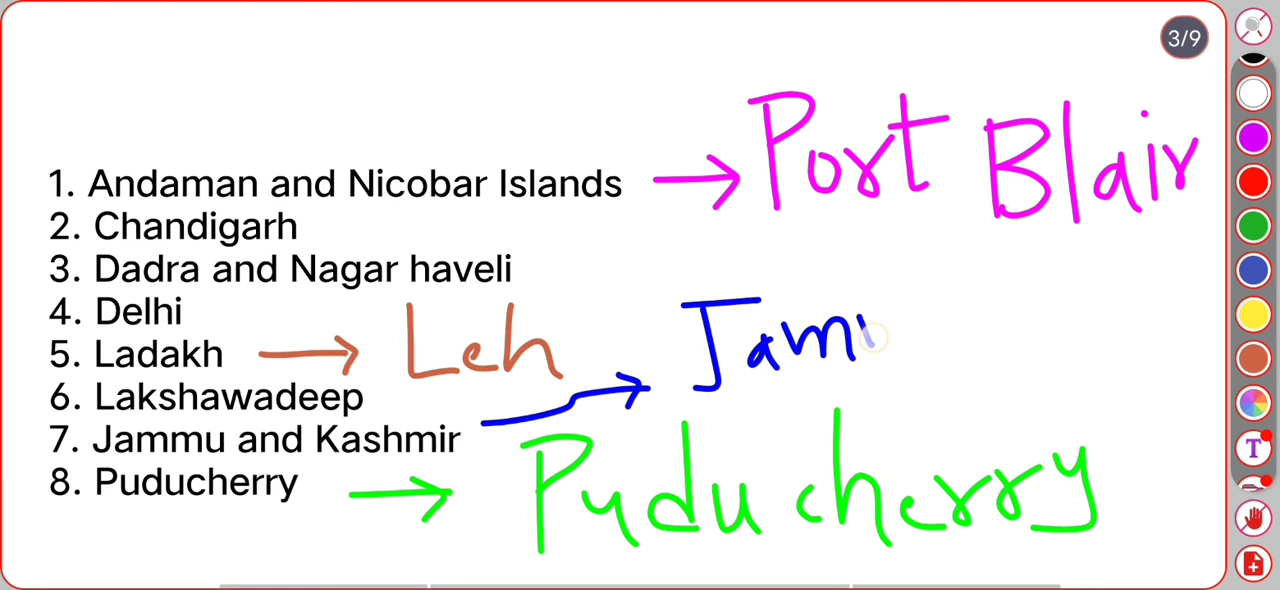 3/9
1. Andaman and Nicobar Islands → Port Blair
2. Chandigarh
3. Dadra and Nagar haveli
4. Delhi
5. Ladakh → Leh
6. Lakshawadeep
7. Jammu and Kashmir → Jam
8. Puducherry → Puducherry
T